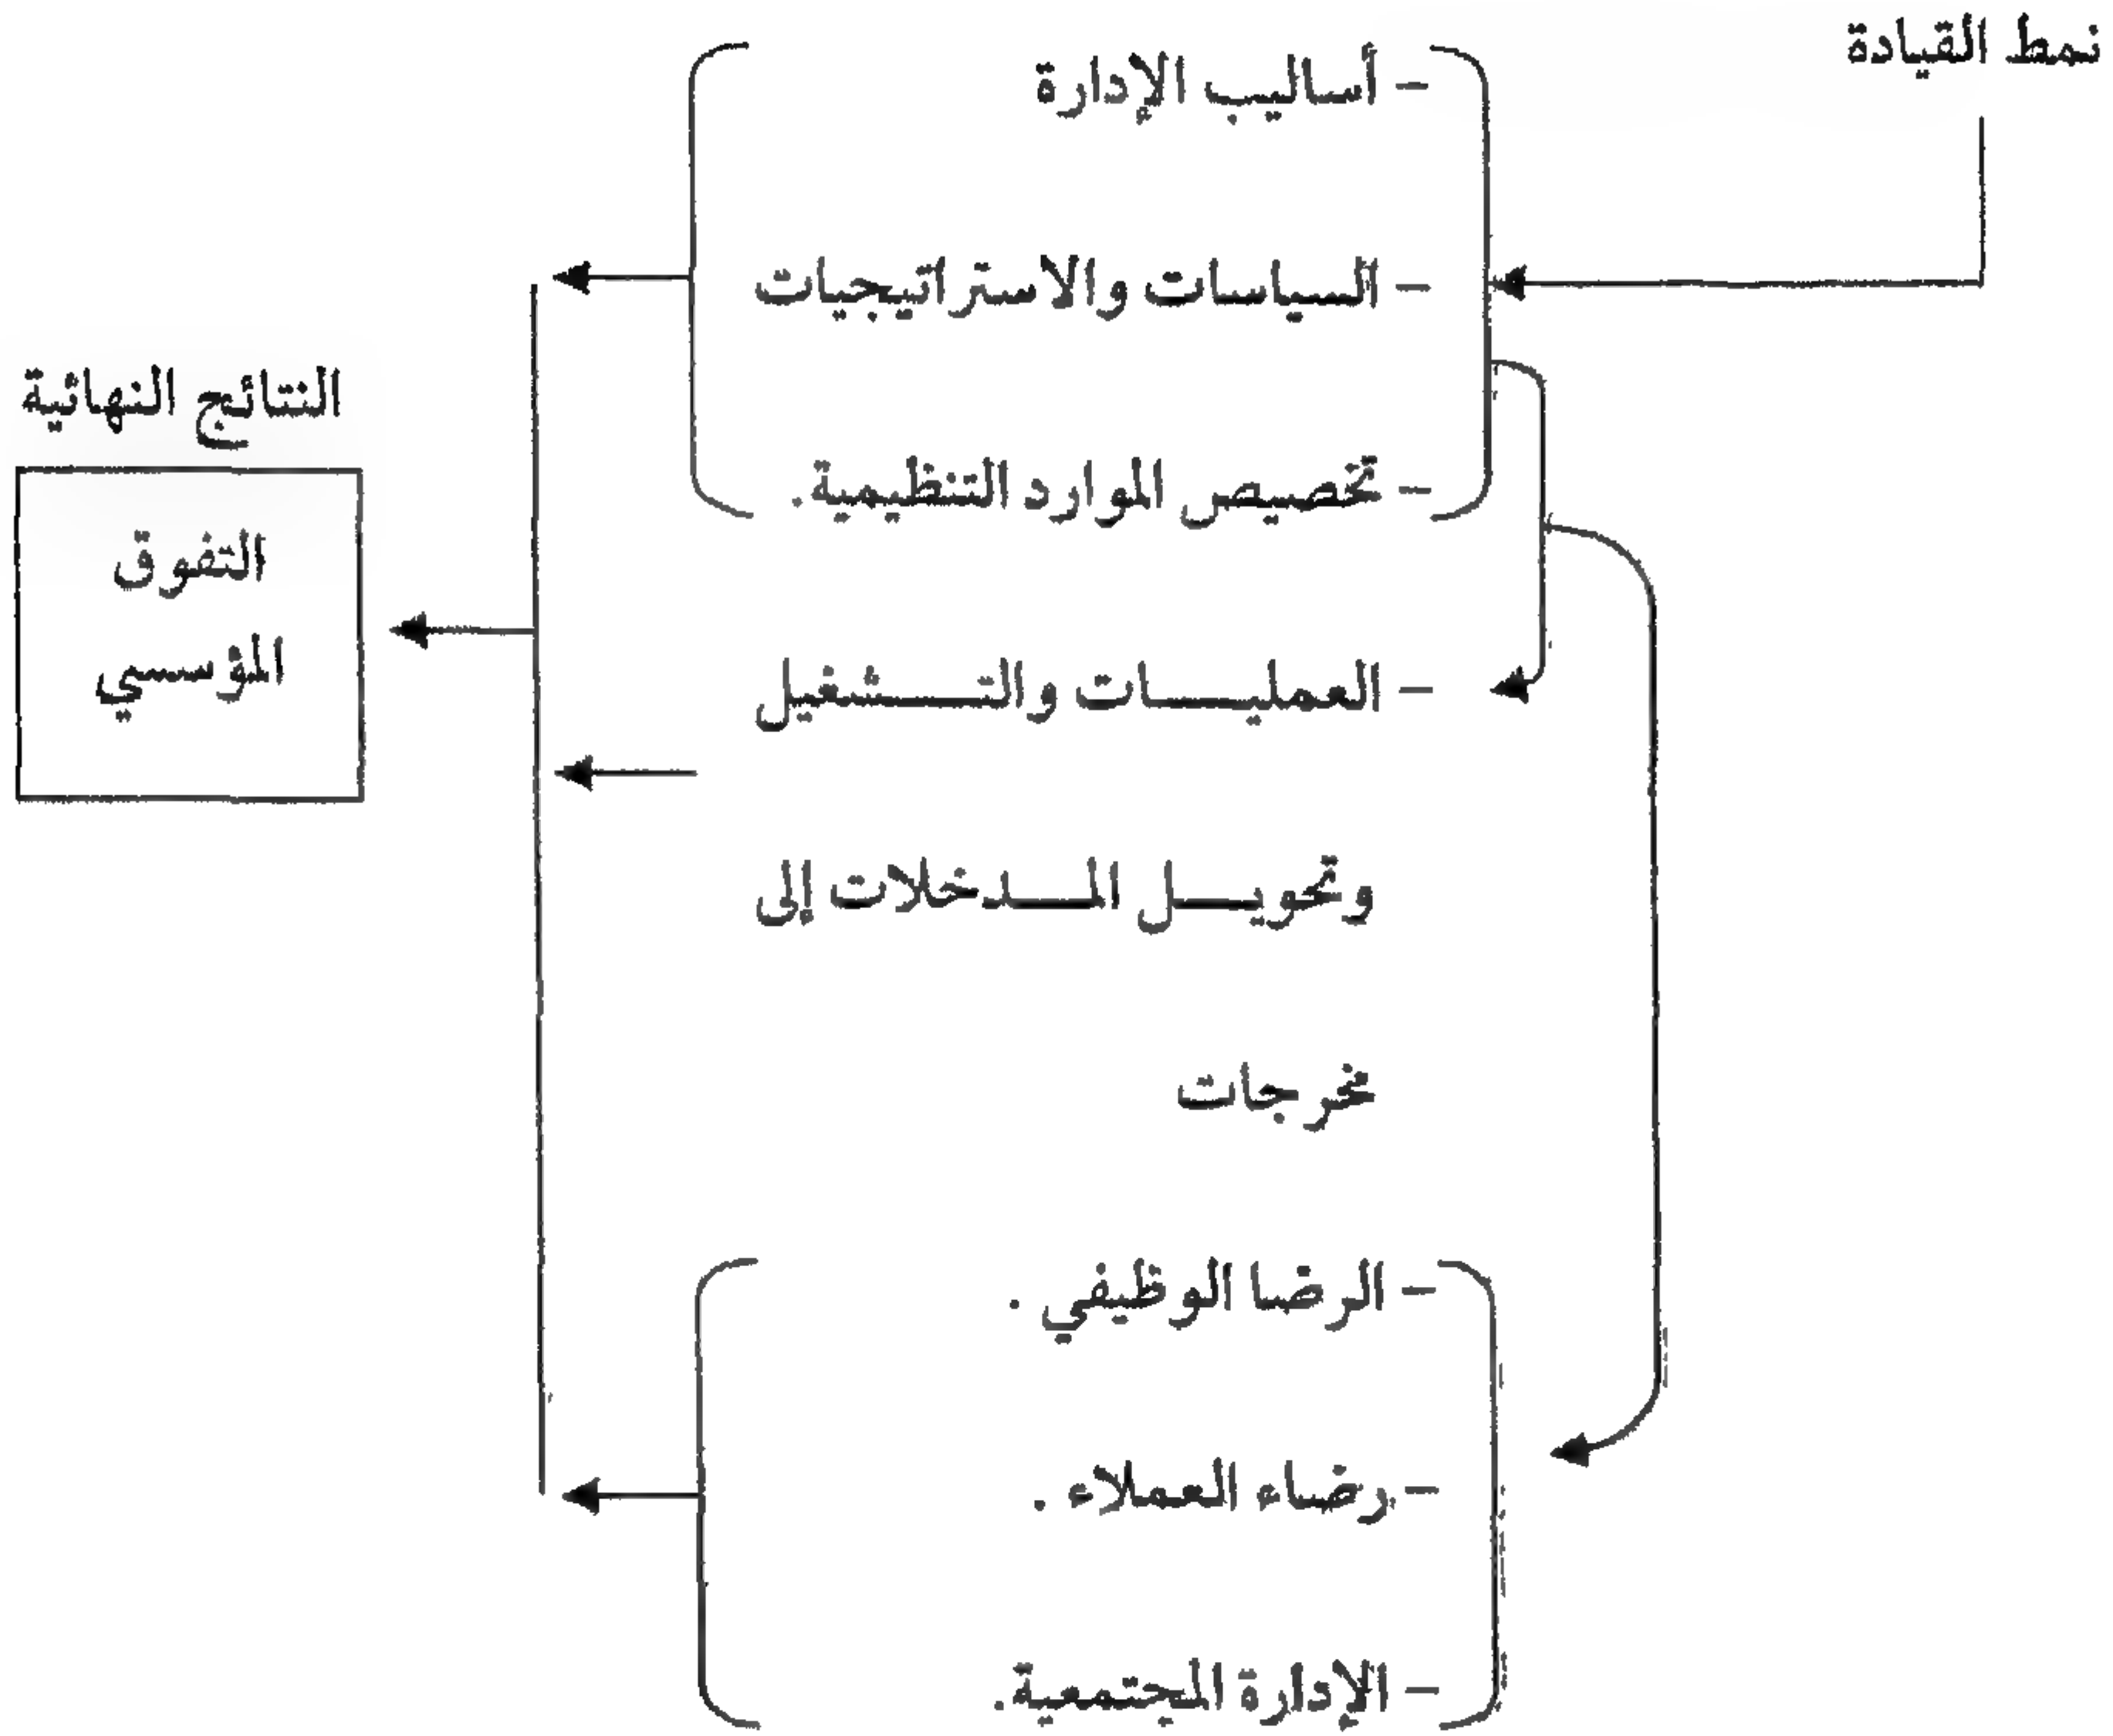 نمط القيادة
- أساليب الإدارة
- السياسات والاستراتيجيات
- تخصيص الموارد التنظيمية.
- العمليات والتشغيل
وتحويل المدخلات إلى
مخرجات
- الرضا الوظيفي .
- رضاء العملاء .
- الإدارة المجتمعية.
النتائج النهائية
التفوق
المؤسسي